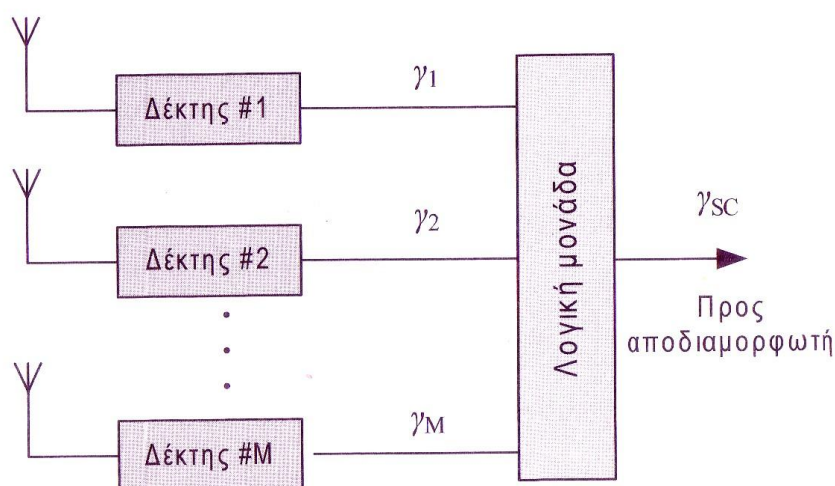 Δέκτης #1
γ1
Δέκτης #2
γ2
Δέκτης #M
γM
Λογική μονάδα
γSC
Προς
αποδιαμορφωτή